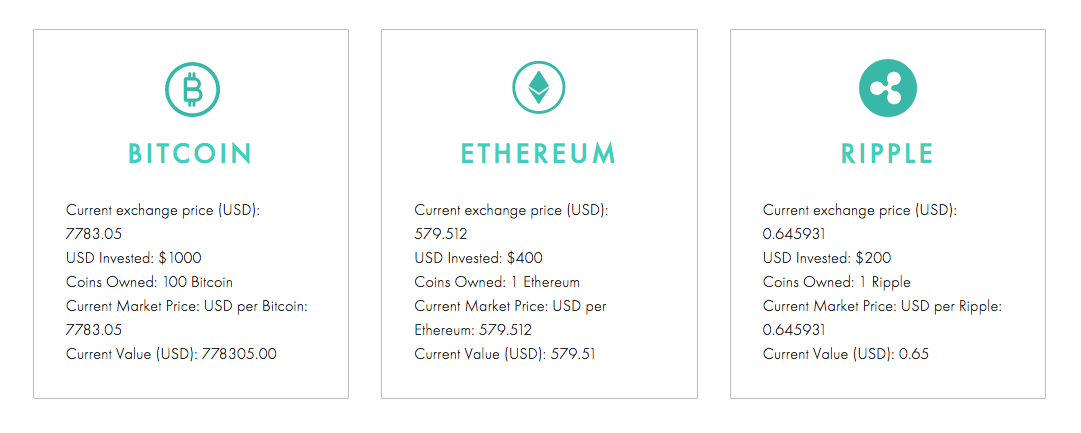 BITCOIN
Current exchange price (USD):
7783.05
USD Invested: $1000
Coins Owned: 100 Bitcoin
Current Market Price: USD per Bitcoin:
7783.05
Current Value (USD): 778305.00
ETHEREUM
Current exchange price (USD):
579.512
USD Invested: $400
Coins Owned: 1 Ethereum
Current Market Price: USD per
Ethereum: 579.512
Current Value (USD): 579.51
RIPPLE
Current exchange price (USD):
0.645931
USD Invested: $200
Coins Owned: 1 Ripple
Current Market Price: USD per Ripple:
0.645931
Current Value (USD): 0.65